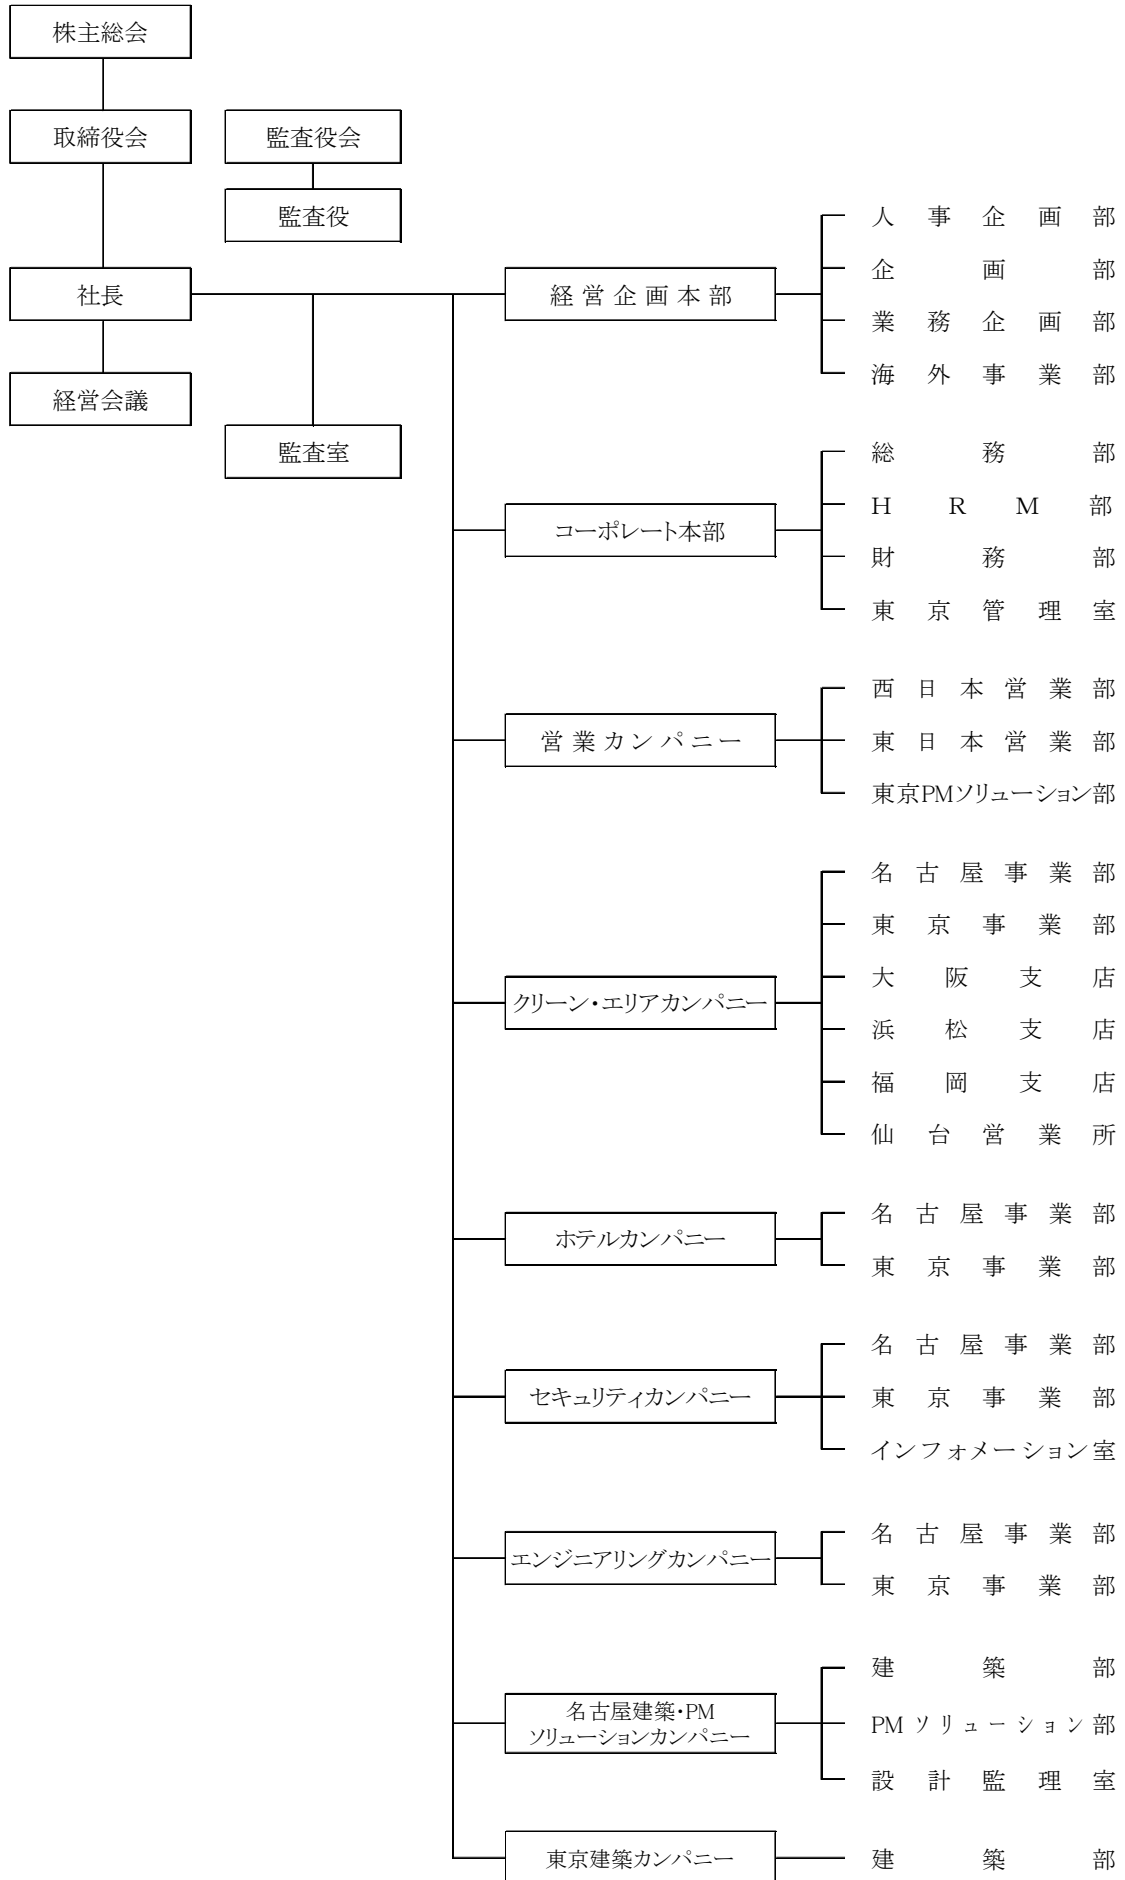 株主総会
取締役会
監査役会
監査役
社長
経営会議
監査室
経営企画本部
人事企画部
企画部
業務企画部
海外事業部
コーポレート本部
総務部
HRM部
財務部
東京管理室
営業カンパニー
西日本営業部
東日本営業部
東京PMソリューション部
クリーン・エリアカンパニー
名古屋事業部
東京事業部
大阪支店
浜松支店
福岡支店
仙台営業所
ホテルカンパニー
名古屋事業部
東京事業部
セキュリティカンパニー
名古屋事業部
東京事業部
インフォメーション室
エンジニアリングカンパニー
名古屋事業部
東京事業部
名古屋建築・PM
ソリューションカンパニー
建築部
PMソリューション部
設計監理室
東京建築カンパニー
建築部